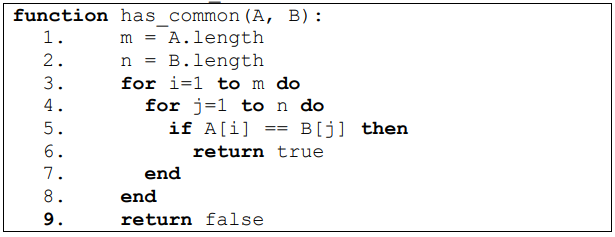 function has_common(A, B):
1. m = A.length
2. n = B.length
3. for i=1 to m do
4. for j=1 to n do
5. if A[i] == B[j] then
6. return true
7. end
8. end
9. return false